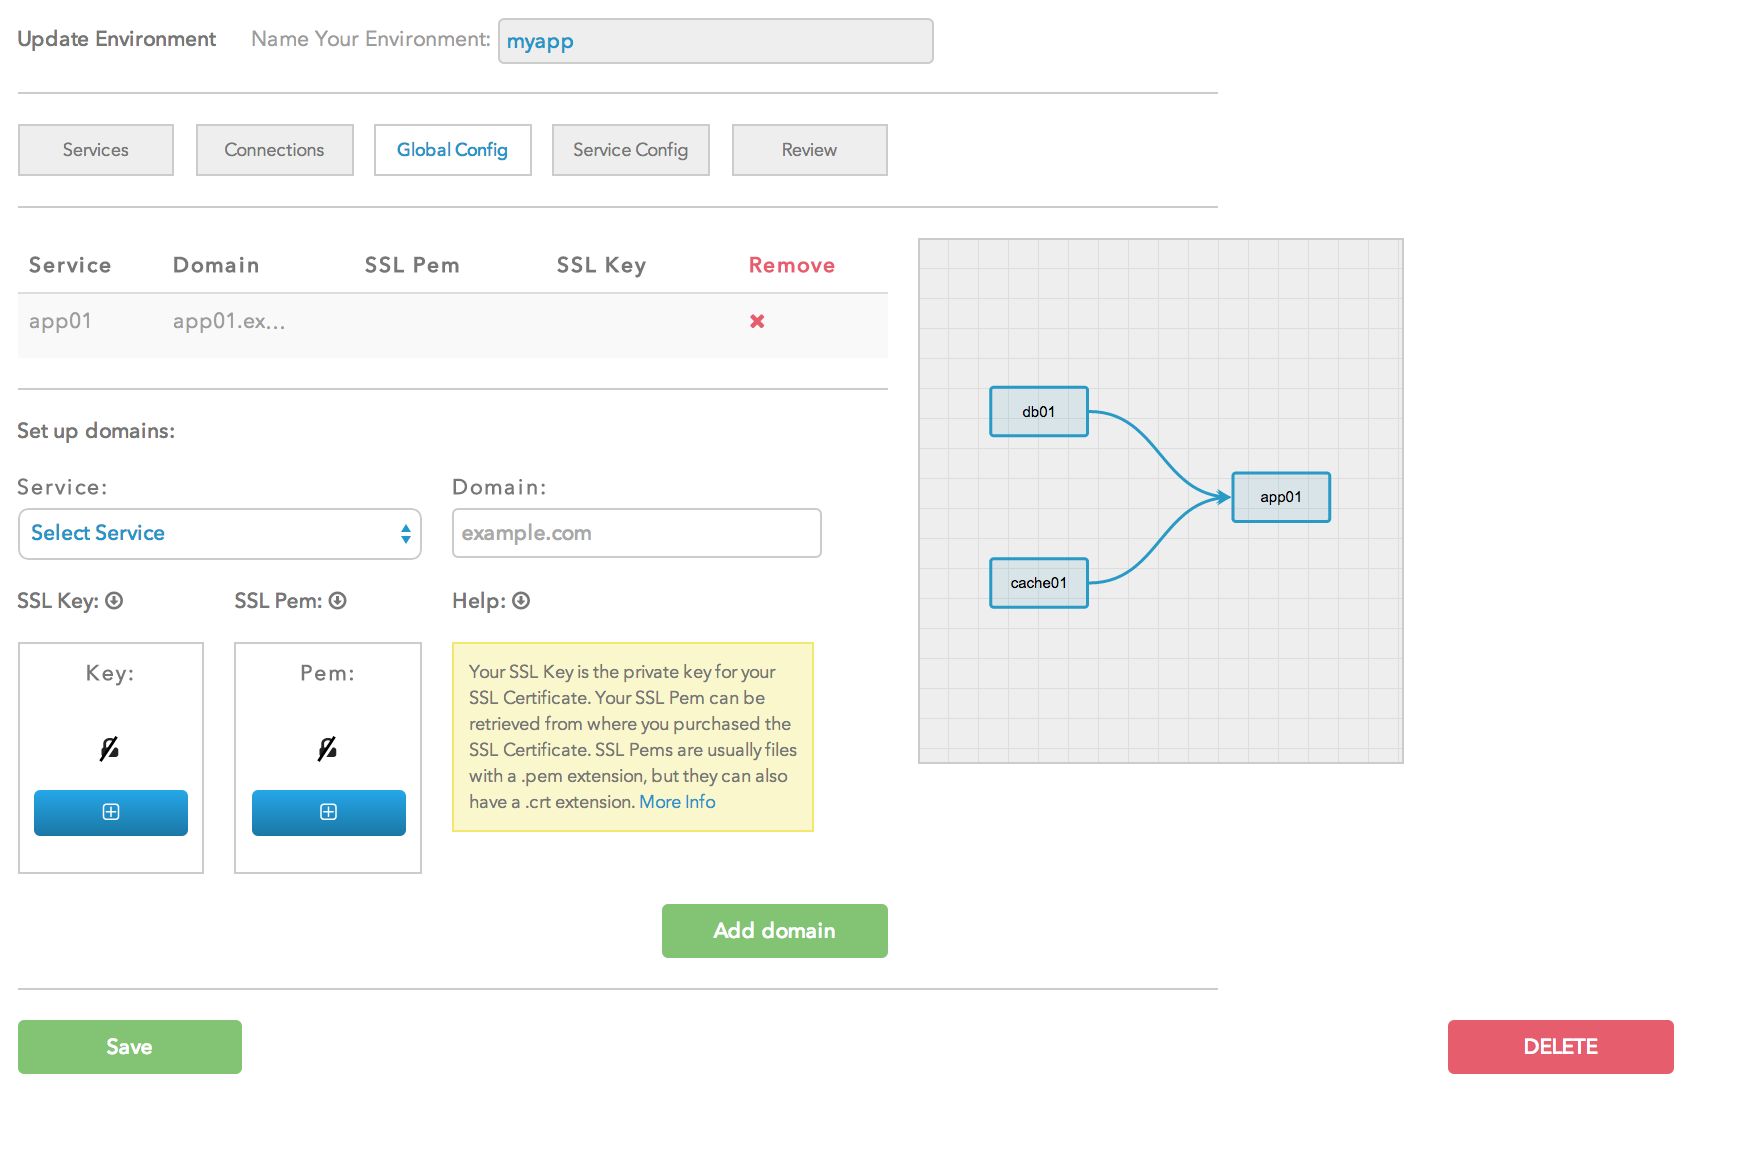 Update Environment Name Your Environment: myapp
Services Connections Global Config Service Config Review
Service Domain SSL Pem SSL Key Remove
app01 app01.ex...
Set up domains:
Service: Domain:
Select Service example.com
SSL Key: SSL Pem: Help:
Key: Pem:
Your SSL Key is the private key for your
SSL Certificate. Your SSL Pem can be
retrieved from where you purchased the
SSL Certificate. SSL Pems are usually files
with a .pem extension, but they can also
have a .crt extension. More Info
Add domain
db01
app01
cache01
Save DELETE